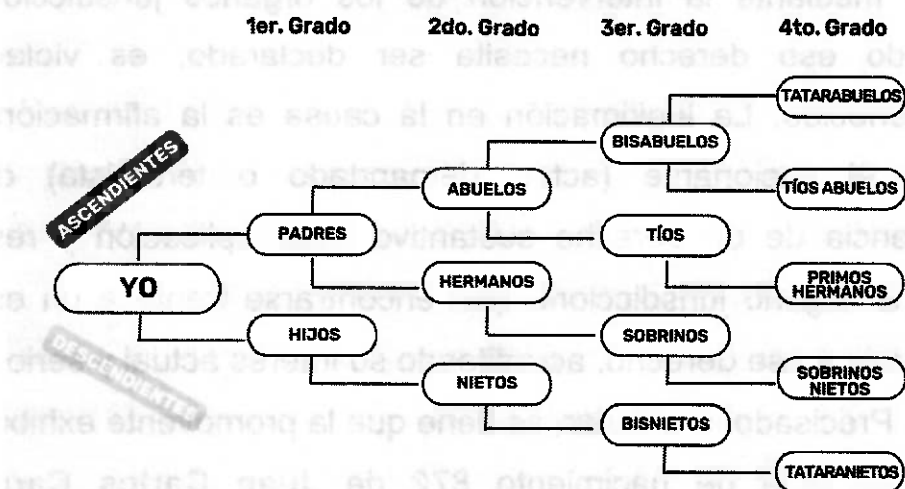 1er. Grado 2do. Grado 3er. Grado 4to. Grado
TATARABUELOS
BISABUELOS
ASCENDIENTES
ABUELOS
TÍOS ABUELOS
PADRES
TÍOS
YO
HERMANOS
PRIMOS
HERMANOS
HIJOS
SOBRINOS
DESCENDIENTES
NIETOS
SOBRINOS
NIETOS
BISNIETOS
TATARANIETOS